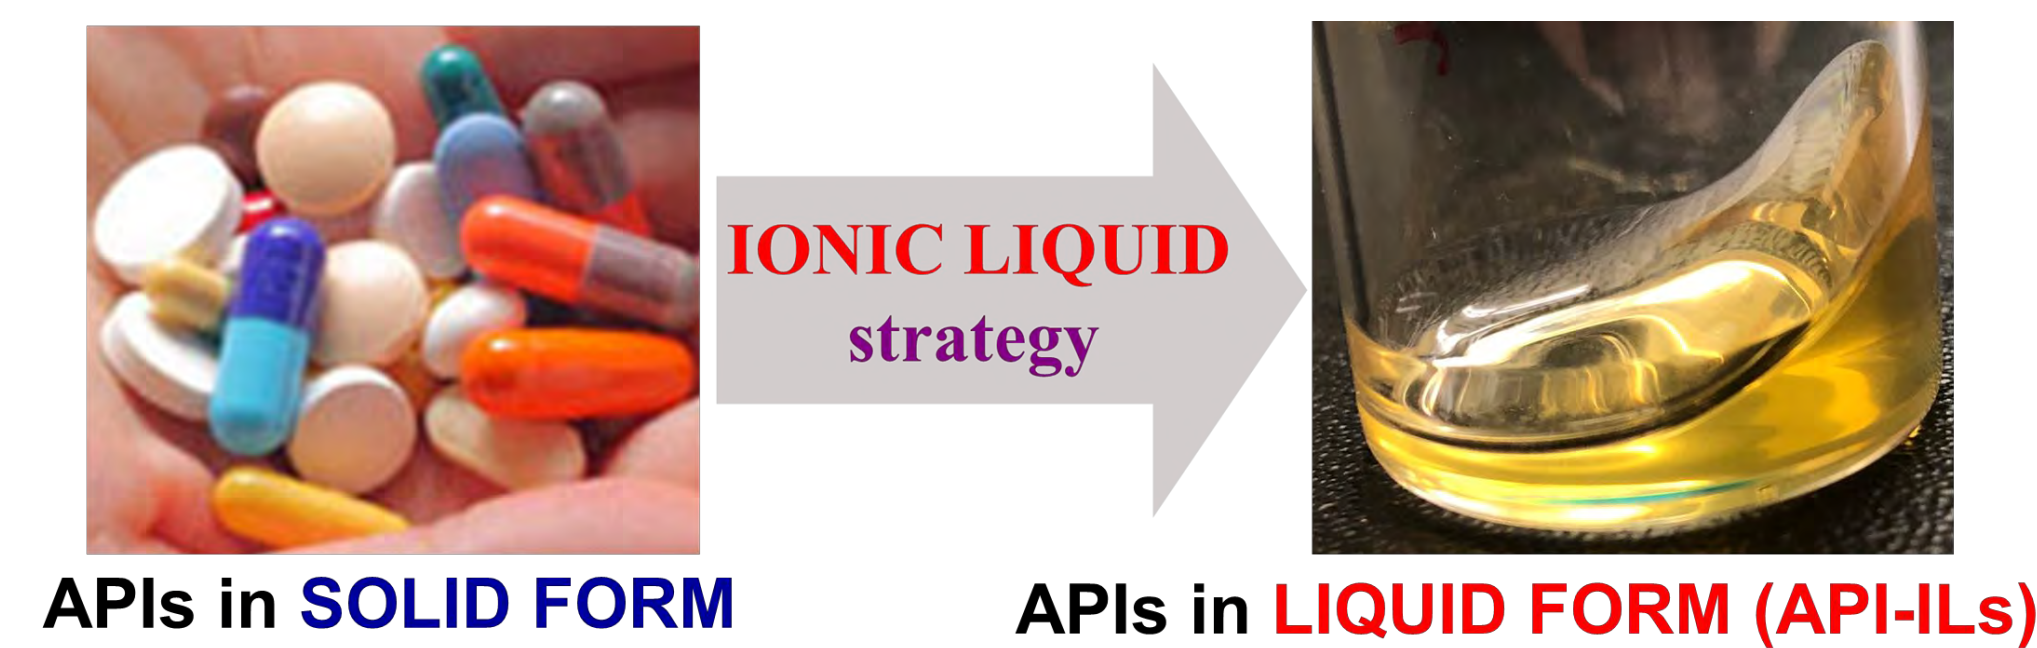 IONIC LIQUID
strategy
APIs in SOLID FORM
APIs in LIQUID FORM (API-ILs)